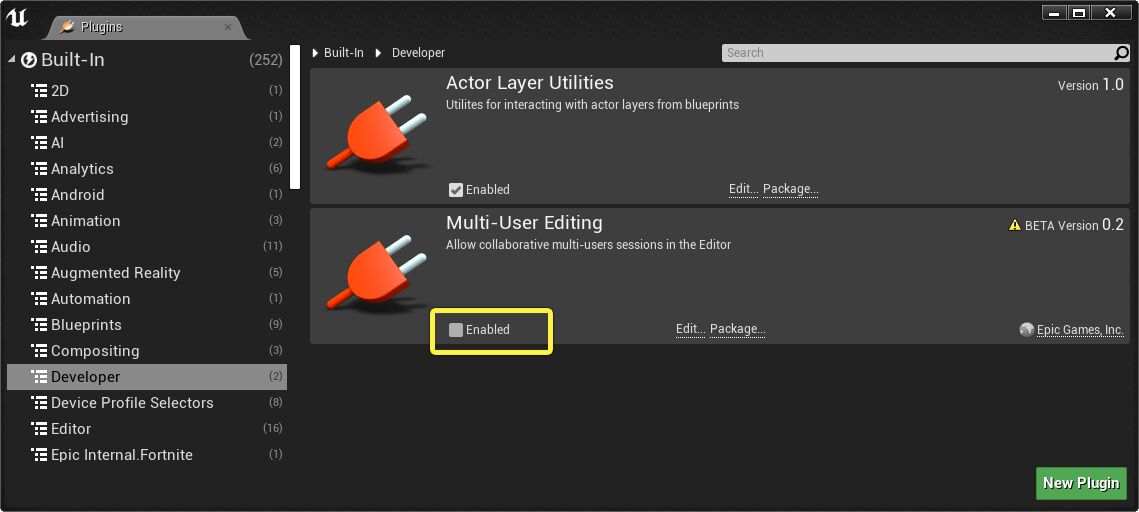 Plugins
Built-In (252)
2D (1)
Advertising (1)
AI (2)
Analytics (6)
Android (1)
Animation (3)
Audio (11)
Augmented Reality (5)
Automation (1)
Blueprints (9)
Compositing (3)
Developer (2)
Device Profile Selectors (8)
Editor (16)
Epic Internal.Fortnite (1)
Built-In Developer
Search
Actor Layer Utilities
Version 1.0
Utilites for interacting with actor layers from blueprints
Enabled
Edit... Package...
Multi-User Editing
BETA Version 0.2
Allow collaborative multi-users sessions in the Editor
Enabled
Edit... Package...
Epic Games, Inc.
New Plugin